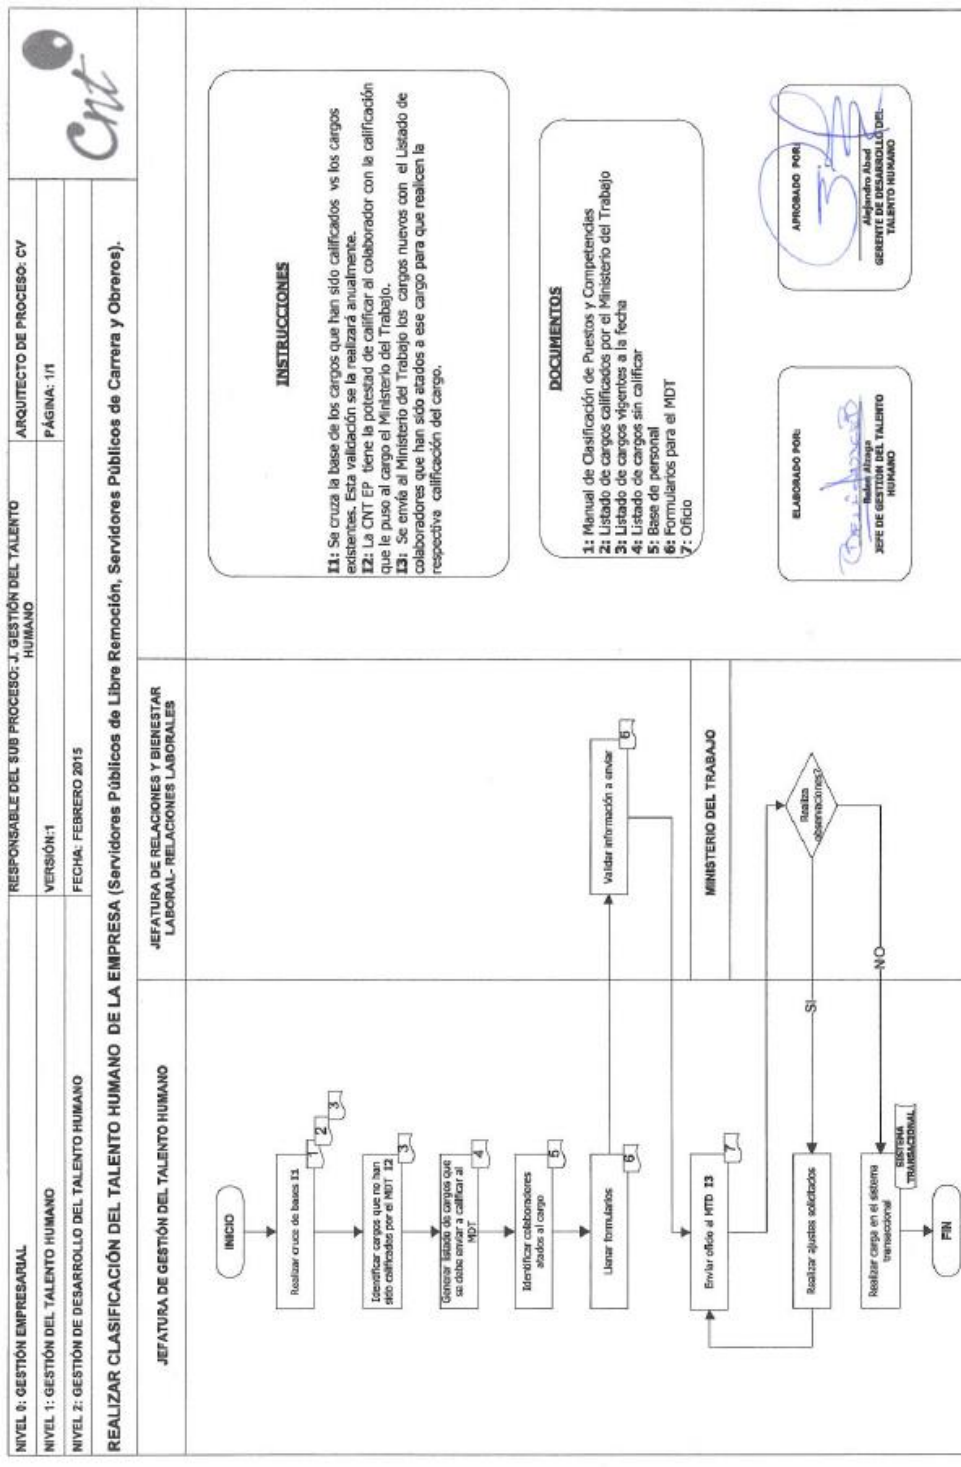 NIVEL 0: GESTIÓN EMPRESARIAL
RESPONSABLE DEL SUB PROCESO: J. GESTIÓN DEL TALENTO
HUMANO
ARQUITECTO DE PROCESO: CV
NIVEL 1: GESTIÓN DEL TALENTO HUMANO
VERSIÓN:1
PÁGINA: 1/1
NIVEL 2: GESTIÓN DE DESARROLLO DEL TALENTO HUMANO
FECHA: FEBRERO 2015
Cnt
REALIZAR CLASIFICACIÓN DEL TALENTO HUMANO DE LA EMPRESA (Servidores Públicos de Libre Remoción, Servidores Públicos de Carrera y Obreros).
JEFATURA DE GESTIÓN DEL TALENTO HUMANO
JEFATURA DE RELACIONES Y BIENESTAR
LABORAL- RELACIONES LABORALES
INICIO
Realizar cruce de bases I1
1
2
3
Identificar cargos que no han
sido calificados por el MDT I2
3
Generar listado de cargos que
se debe enviar a calificar al
MDT
4
Identificar colaboradores
atados al cargo
5
Llenar formularios
6
Validar información a enviar
6
MINISTERIO DEL TRABAJO
Enviar oficio al MTD I3
7
Realiza
observaciones?
SI
NO
Realizar ajustes solicitados
Realizar carga en el sistema
transaccional
SISTEMA
TRANSACIONAL
FIN
INSTRUCCIONES
I1: Se cruza la base de los cargos que han sido calificados vs los cargos
existentes. Esta validación se la realizará anualmente.
I2: La CNT EP tiene la potestad de calificar al colaborador con la calificación
que le puso al cargo el Ministerio del Trabajo.
I3: Se envía al Ministerio del Trabajo los cargos nuevos con el Listado de
colaboradores que han sido atados a ese cargo para que realicen la
respectiva calificación del cargo.
DOCUMENTOS
1: Manual de Clasificación de Puestos y Competencias
2: Listado de cargos calificados por el Ministerio del Trabajo
3: Listado de cargos vigentes a la fecha
4: Listado de cargos sin calificar
5: Base de personal
6: Formularios para el MDT
7: Oficio
ELABORADO POR:
JEFE DE GESTION DEL TALENTO
HUMANO
APROBADO POR:
Alejandro Abad
GERENTE DE DESARROLLO DEL
TALENTO HUMANO